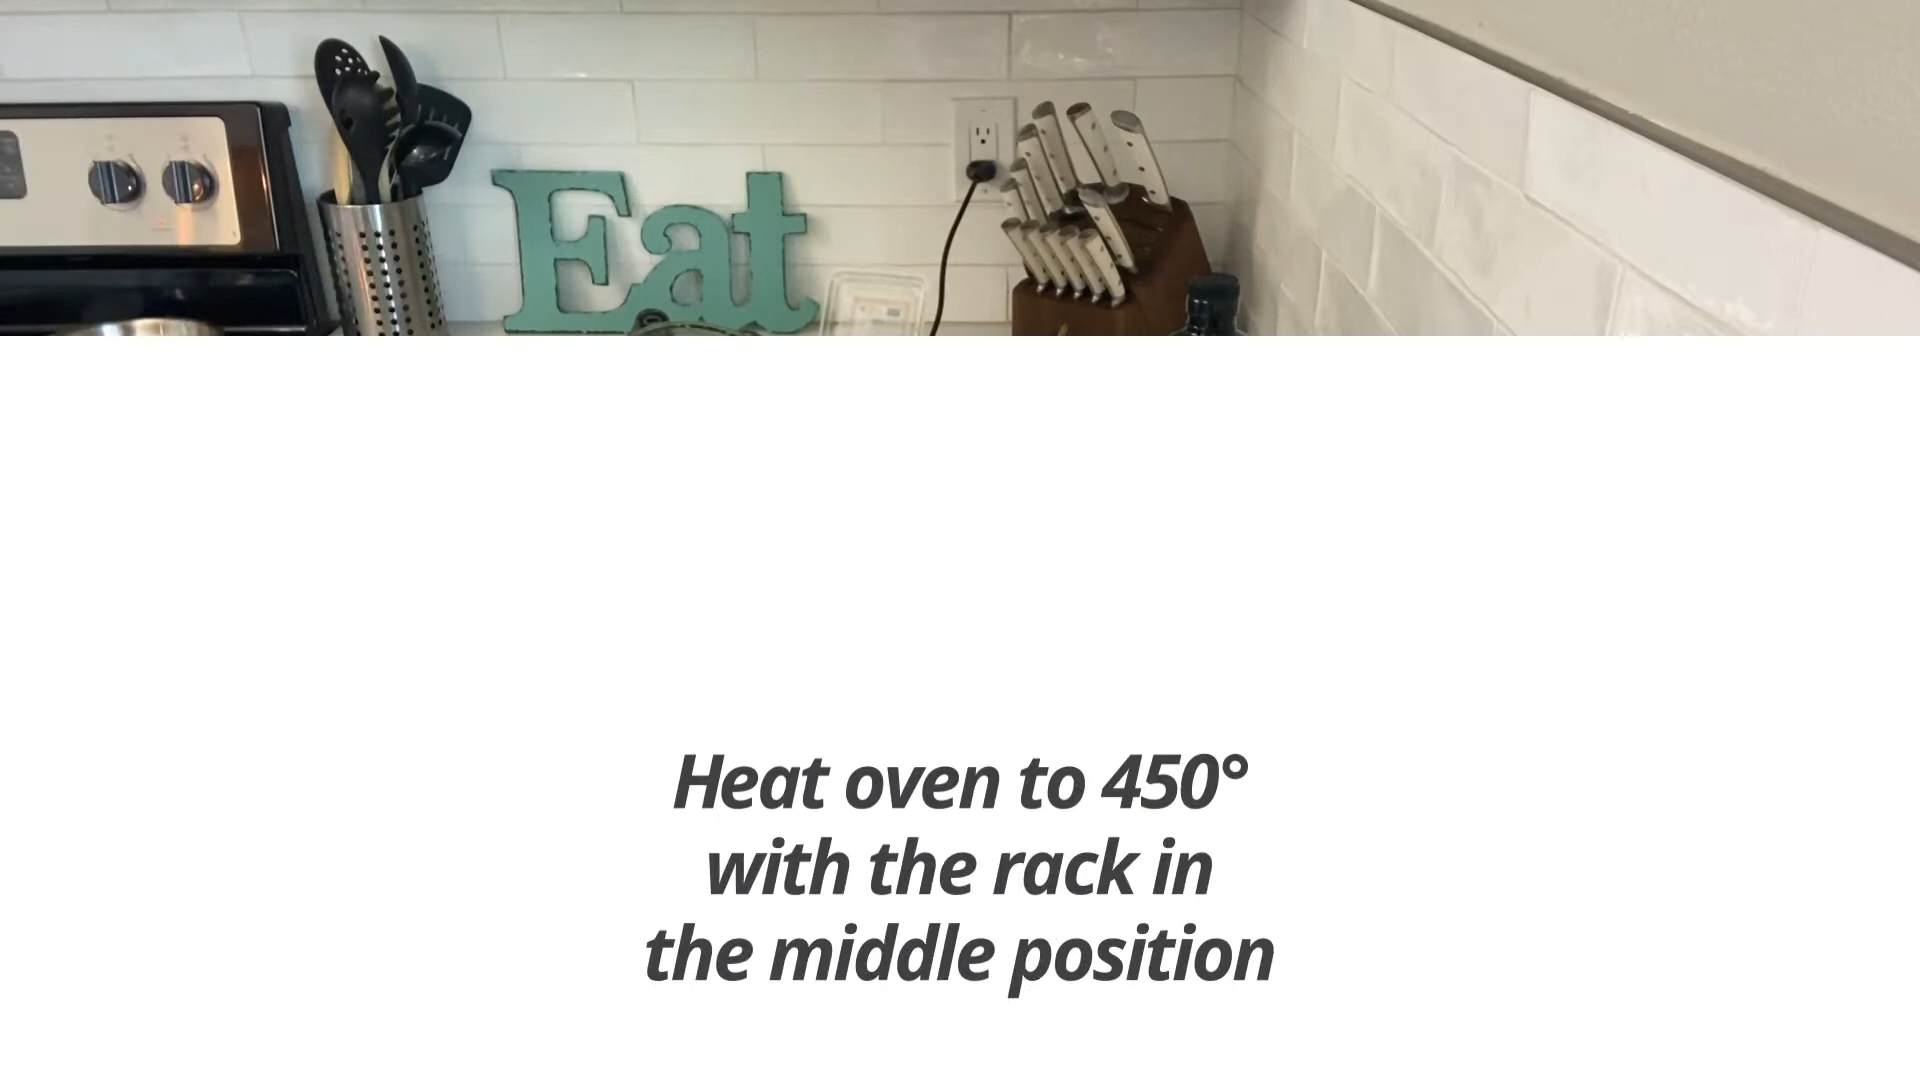 Eat
Heat oven to 450°
with the rack in
the middle position